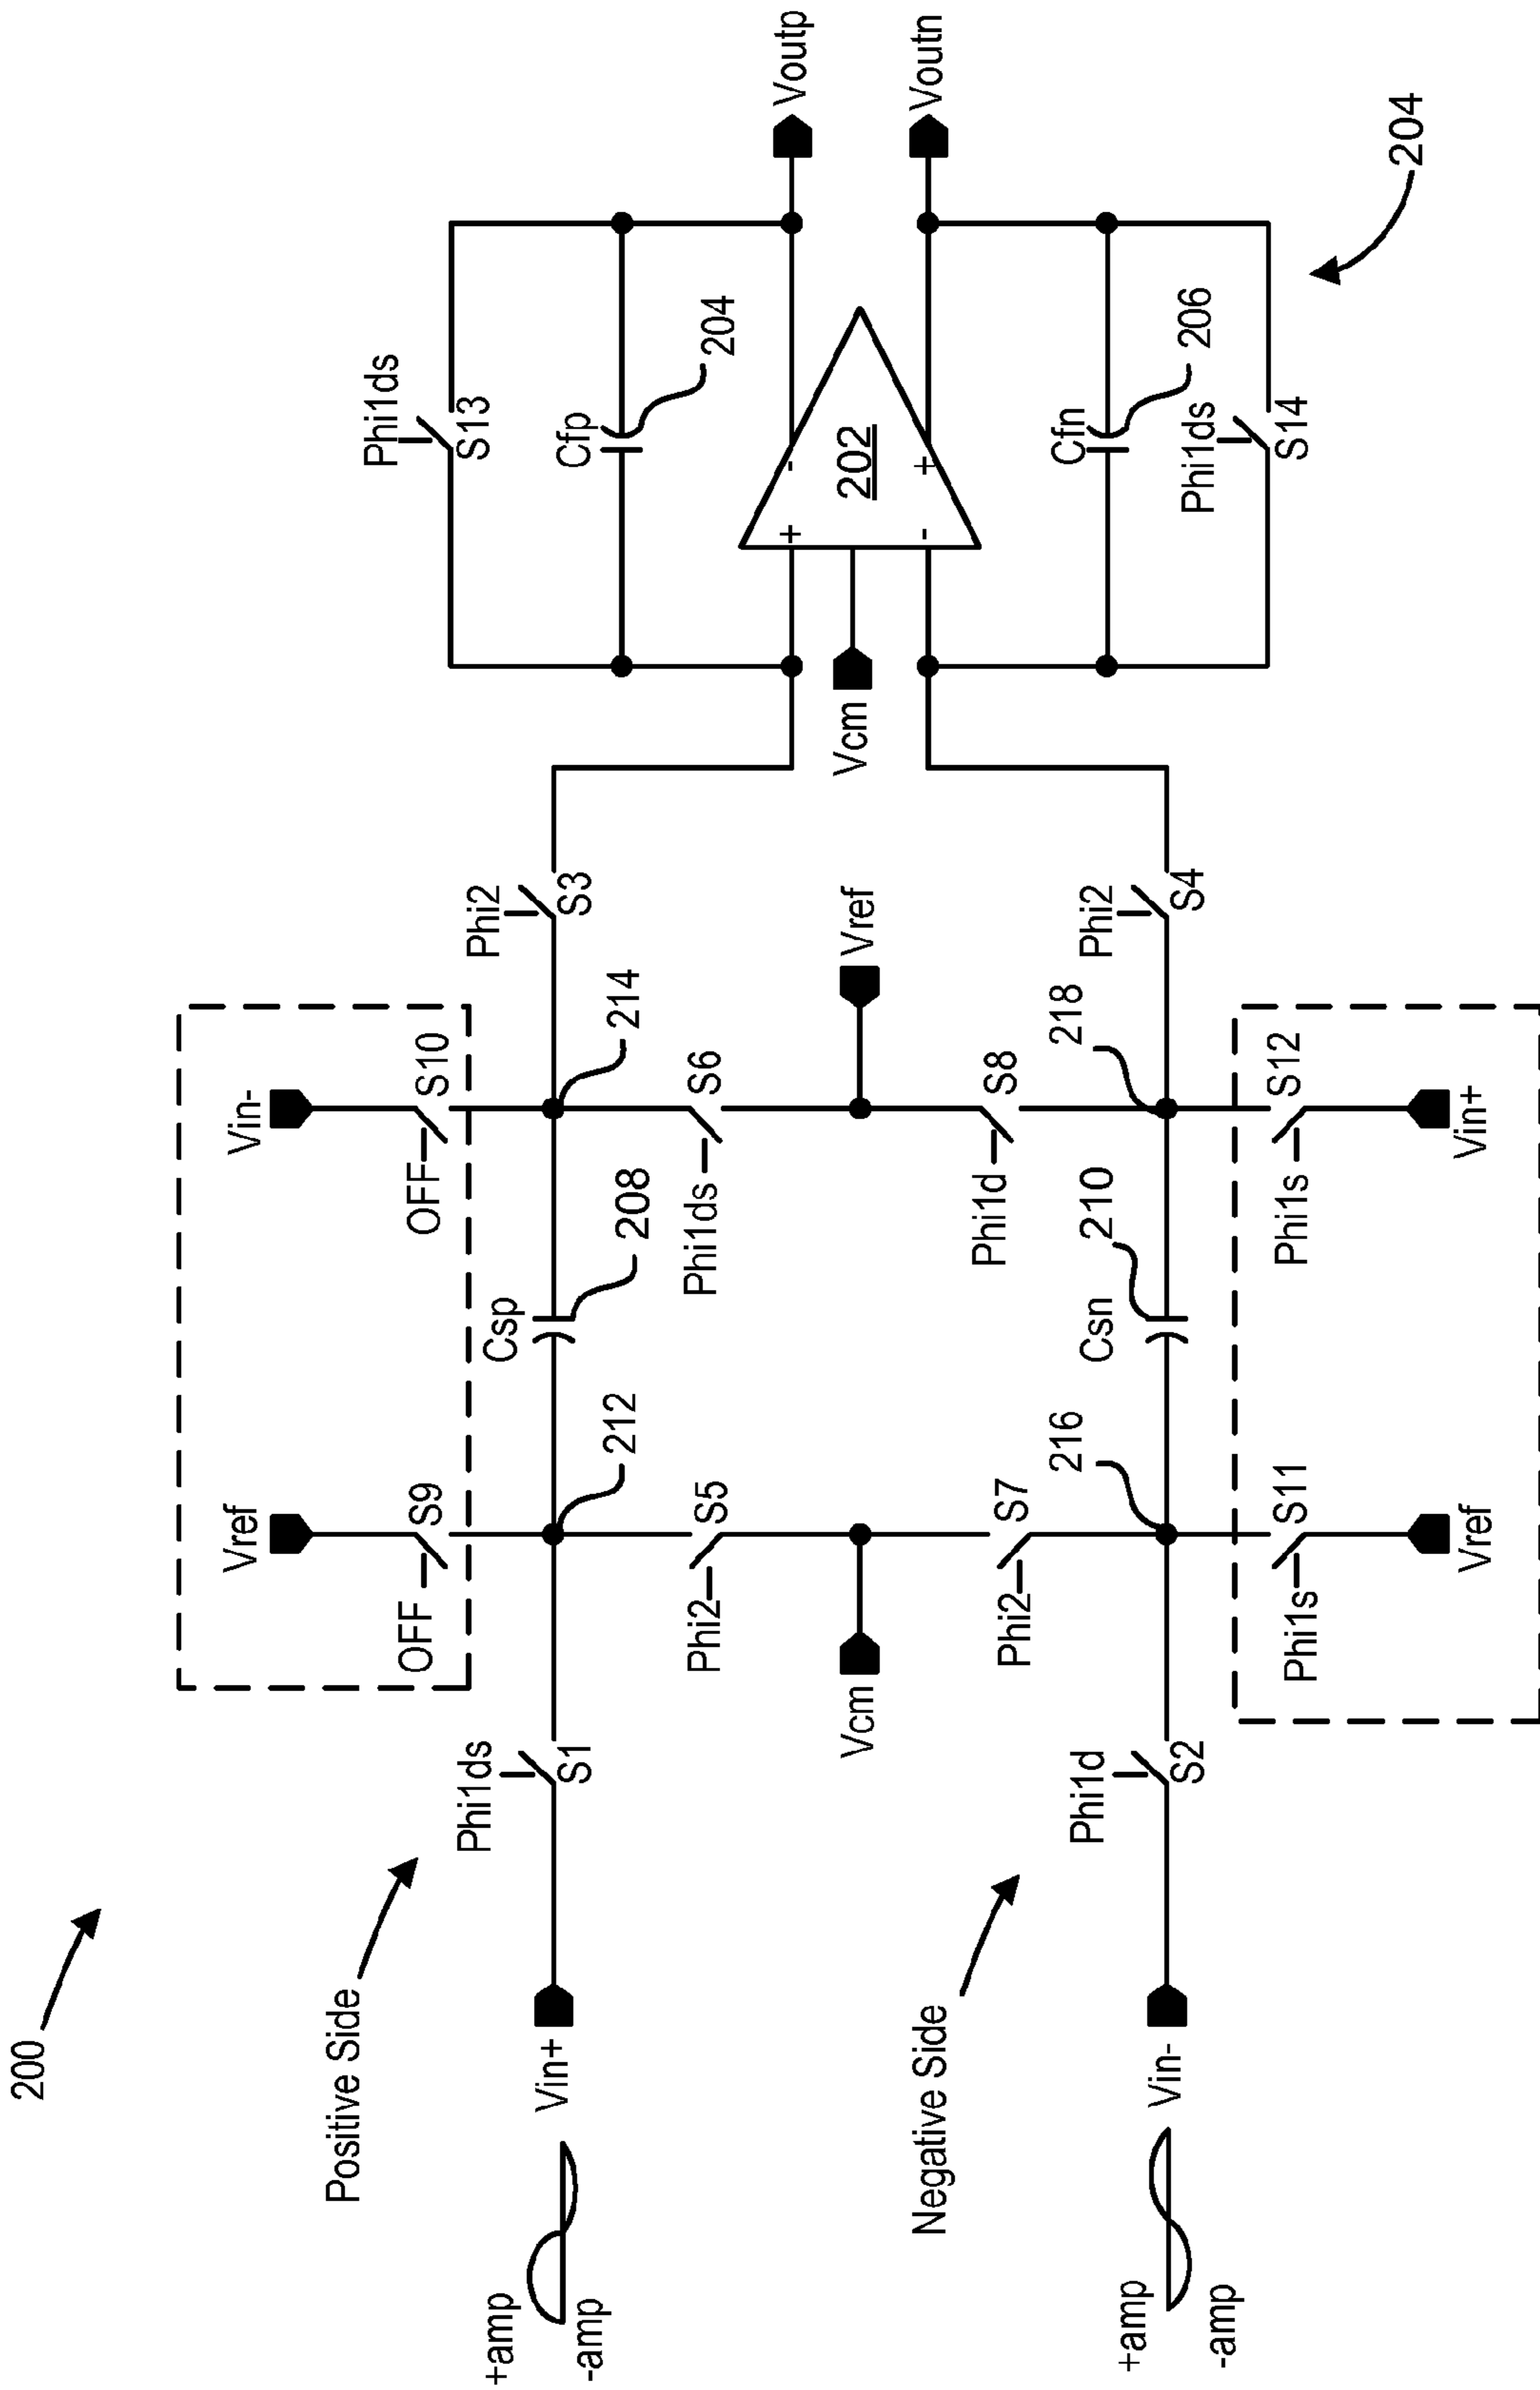 200
Positive Side
Negative Side
+amp
-amp
Vin+
Phi1ds
S1
Vref
OFF
S9
212
Csp
208
Vin-
OFF
S10
214
Phi2
S3
Phi2
S5
Phi1ds
S6
Vcm
Vref
Phi2
S7
Phi1d
S8
+amp
-amp
Vin-
Phi1d
S2
216
Csn
210
218
Phi2
S4
Phi1s
S11
Vref
Phi1s
S12
Vin+
Phi1ds
S13
Cfp
204
+
-
202
-
+
Vcm
Voutp
Voutn
Cfn
206
Phi1ds
S14
204